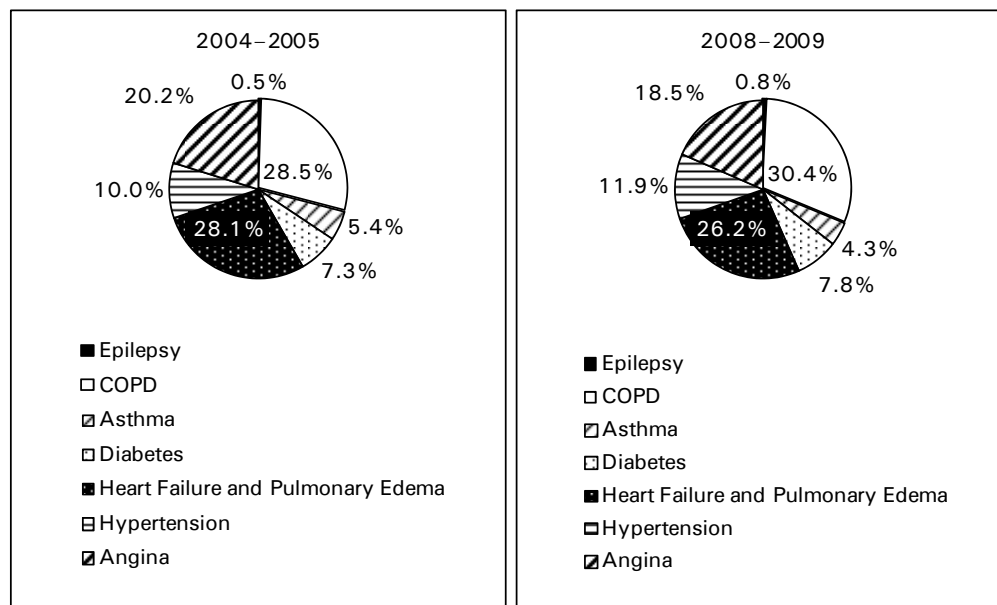 2004–2005
0.5%
20.2%
28.5%
10.0%
5.4%
28.1%
7.3%
Epilepsy
COPD
Asthma
Diabetes
Heart Failure and Pulmonary Edema
Hypertension
Angina
2008–2009
0.8%
18.5%
30.4%
11.9%
26.2%
4.3%
7.8%
Epilepsy
COPD
Asthma
Diabetes
Heart Failure and Pulmonary Edema
Hypertension
Angina